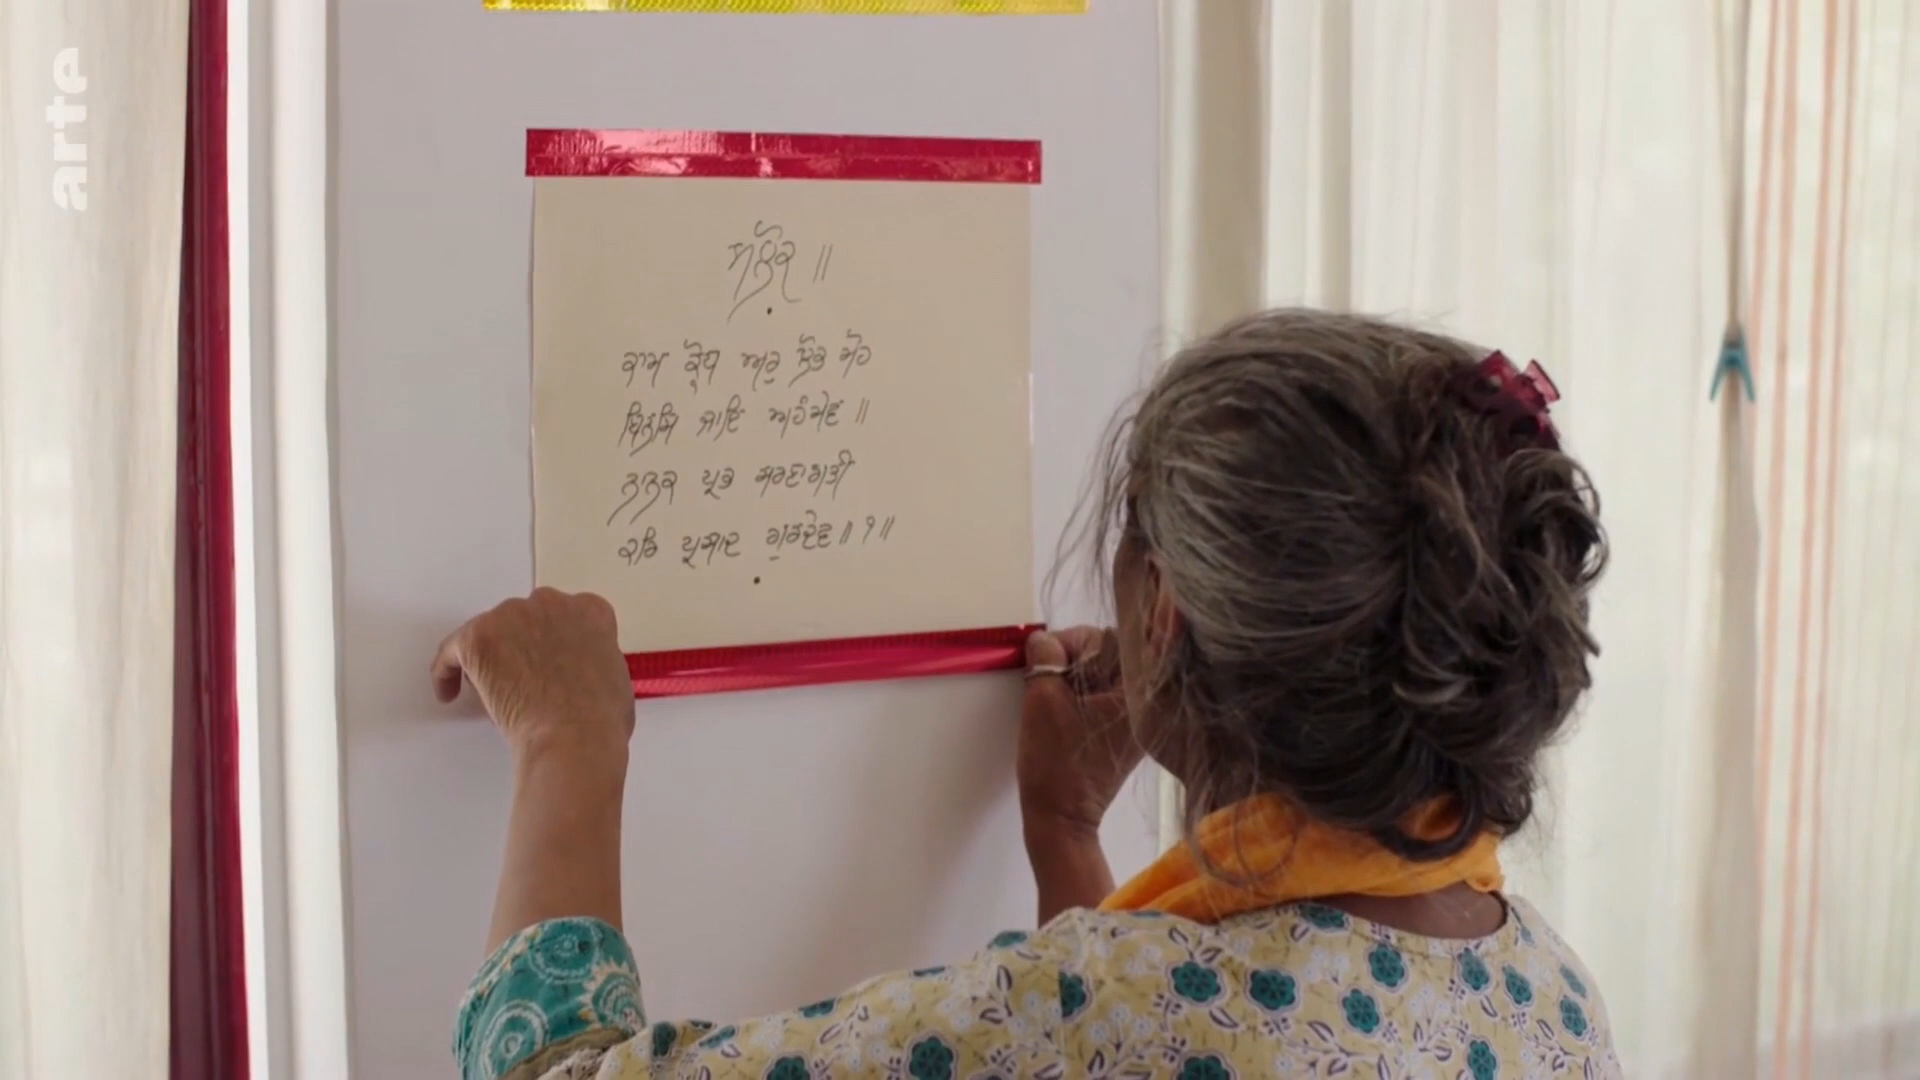 arte
ਸਲੋਕ ॥
ਕਾਮ ਕ੍ਰੋਧ ਅਰੁ ਲੋਭ ਮੋਹ
ਬਿਨਸਿ ਜਾਇ ਅਹੰਮੇਵ ॥
ਨਾਨਕ ਪ੍ਰਭ ਸਰਣਾਗਤੀ
ਕਰਿ ਪ੍ਰਸਾਦ ਗੁਰਦੇਵ ॥ ੧ ॥